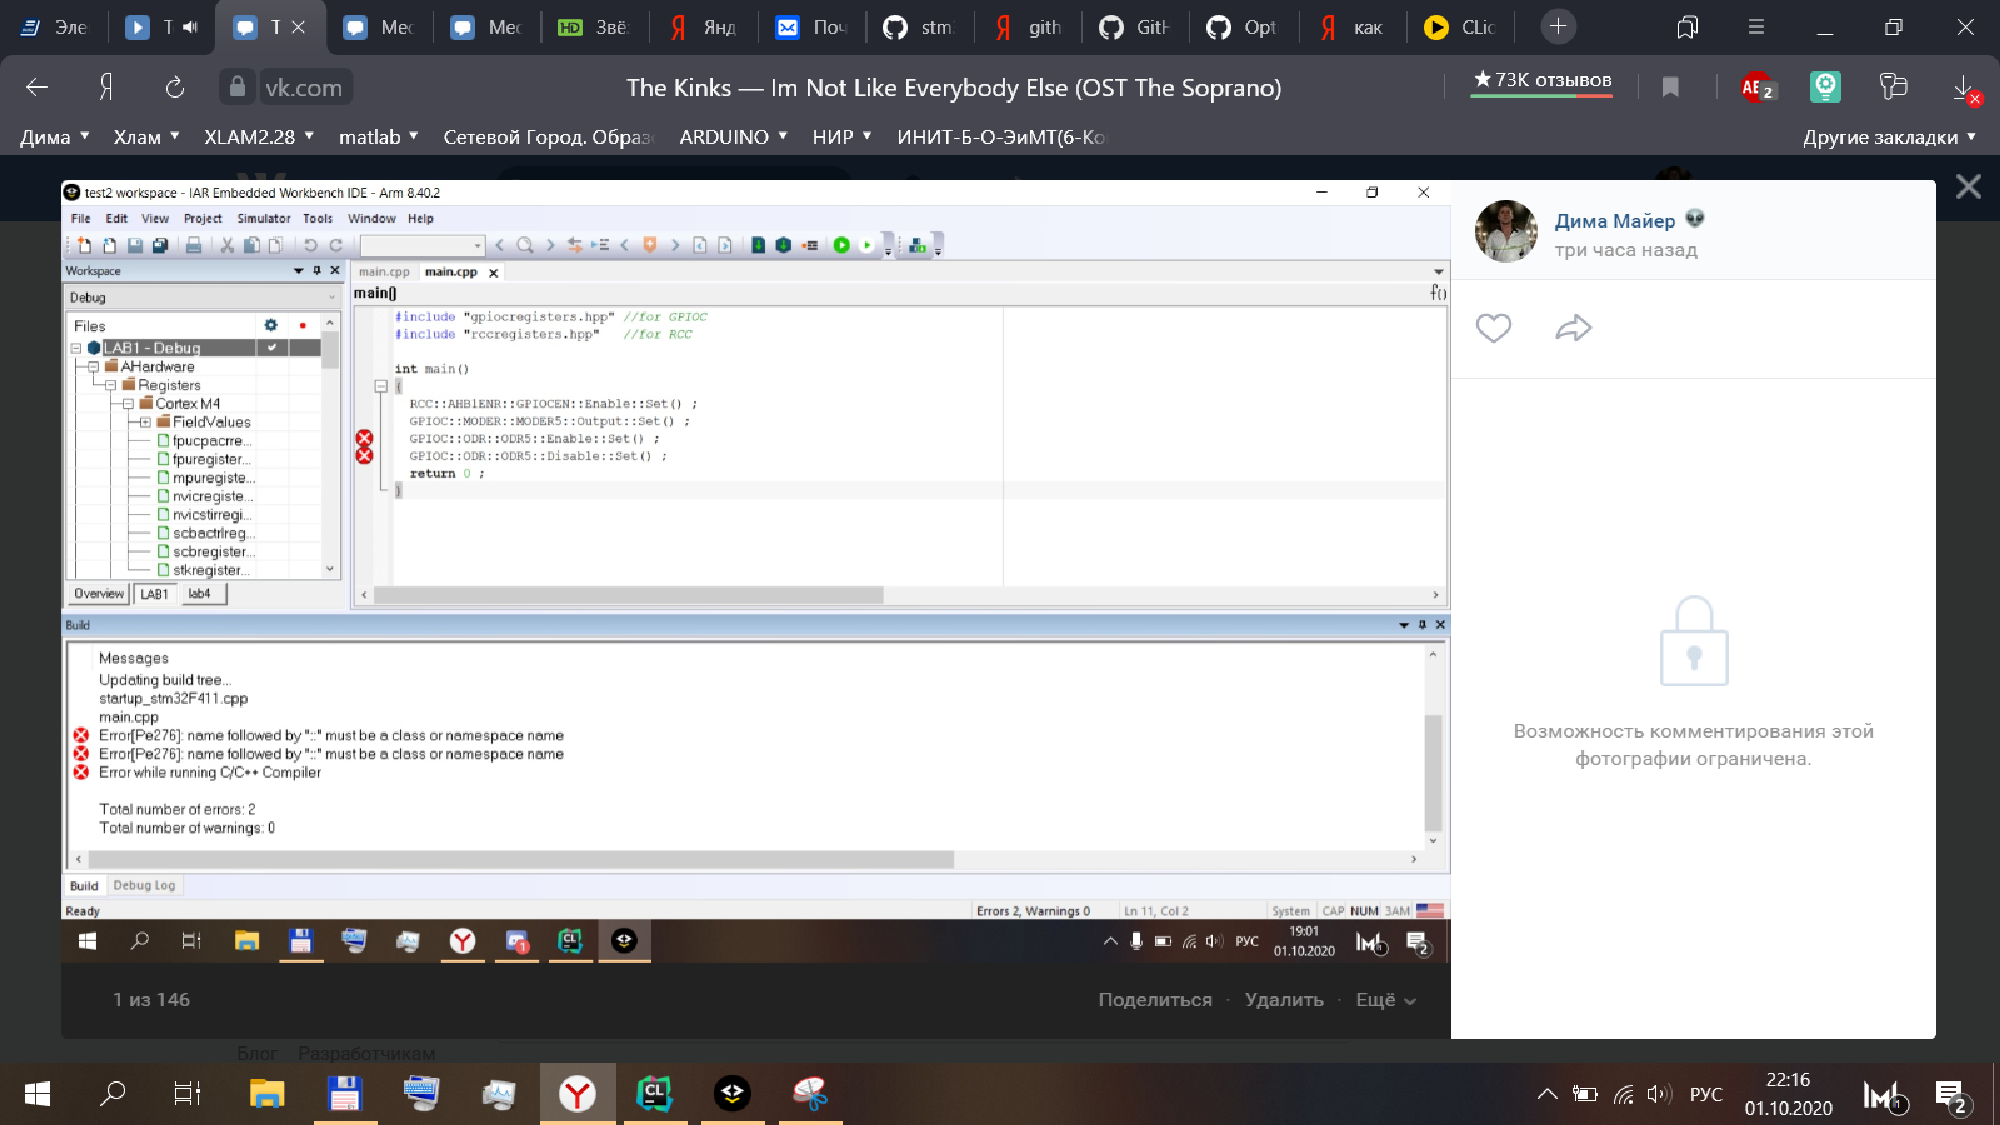 Эле
Т
Т
Мес
Мес
Звё
Янд
Поч
stm
gith
GitH
Opt
как
CLio
vk.com
The Kinks — Im Not Like Everybody Else (OST The Soprano)
★ 73K отзывов
2
Дима
Хлам
XLAM2.28
matlab
Сетевой Город. Образ
ARDUINO
НИР
ИНИТ-Б-О-ЭиМТ(б-Ко
Другие закладки
test2 workspace - IAR Embedded Workbench IDE - Arm 8.40.2
File Edit View Project Simulator Tools Window Help
Workspace
main.cpp
main.cpp
Debug
main()
f()
Files
LAB1 - Debug
AHardware
Registers
Cortex M4
FieldValues
fpucpacrre...
fpuregister...
mpuregiste...
nvicregiste...
nvicstirregi...
scbactrlreg...
scbregister...
stkregister...
Overview LAB1 lab4
#include "gpiocregisters.hpp" //for GPIOC
#include "rccregisters.hpp" //for RCC
int main()
{
RCC::AHB1ENR::GPIOCEN::Enable::Set() ;
GPIOC::MODER::MODER5::Output::Set() ;
GPIOC::ODR::ODR5::Enable::Set() ;
GPIOC::ODR::ODR5::Disable::Set() ;
return 0 ;
}
Build
Messages
Updating build tree...
startup_stm32F411.cpp
main.cpp
Error[Pe276]: name followed by "::" must be a class or namespace name
Error[Pe276]: name followed by "::" must be a class or namespace name
Error while running C/C++ Compiler
Total number of errors: 2
Total number of warnings: 0
Build Debug Log
Ready
Errors 2, Warnings 0
Ln 11, Col 2
System
CAP NUM ЗАМ
РУС
19:01
01.10.2020
2
Дима Майер
три часа назад
Возможность комментирования этой
фотографии ограничена.
1 из 146
Поделиться · Удалить · Ещё
Блог Разработчикам
РУС
22:16
01.10.2020
2